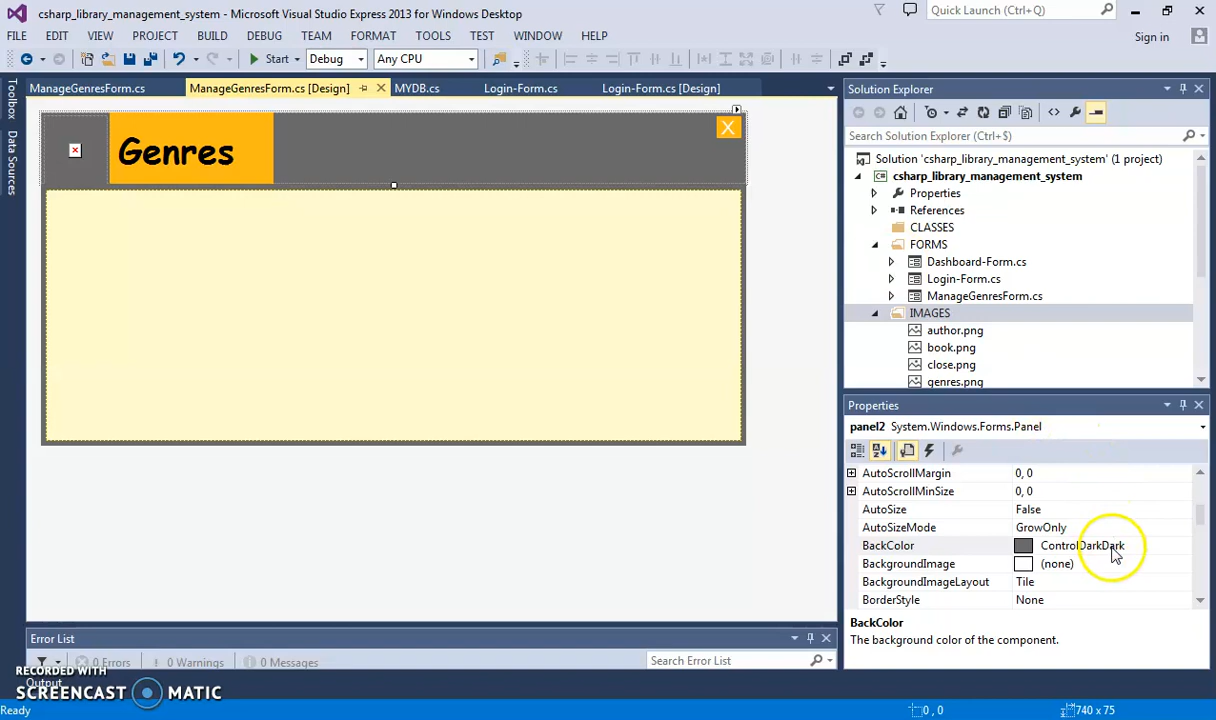 csharp_library_management_system - Microsoft Visual Studio Express 2013 for Windows Desktop
Quick Launch (Ctrl+Q)
FILE EDIT VIEW PROJECT BUILD DEBUG TEAM FORMAT TOOLS TEST WINDOW HELP
Sign in
Start Debug Any CPU
Toolbox
Data Sources
ManageGenresForm.cs ManageGenresForm.cs [Design] MYDB.cs Login-Form.cs Login-Form.cs [Design]
Genres
X
Solution Explorer
Search Solution Explorer (Ctrl+$)
Solution 'csharp_library_management_system' (1 project)
csharp_library_management_system
Properties
References
CLASSES
FORMS
Dashboard-Form.cs
Login-Form.cs
ManageGenresForm.cs
IMAGES
author.png
book.png
close.png
genres.png
Properties
panel2 System.Windows.Forms.Panel
AutoScrollMargin 0, 0
AutoScrollMinSize 0, 0
AutoSize False
AutoSizeMode GrowOnly
BackColor ControlDarkDark
BackgroundImage (none)
BackgroundImageLayout Tile
BorderStyle None
BackColor
The background color of the component.
Error List
0 Errors 0 Warnings 0 Messages
Search Error List
Output
RECORDED WITH
SCREENCAST MATIC
Ready
0 , 0
740 x 75